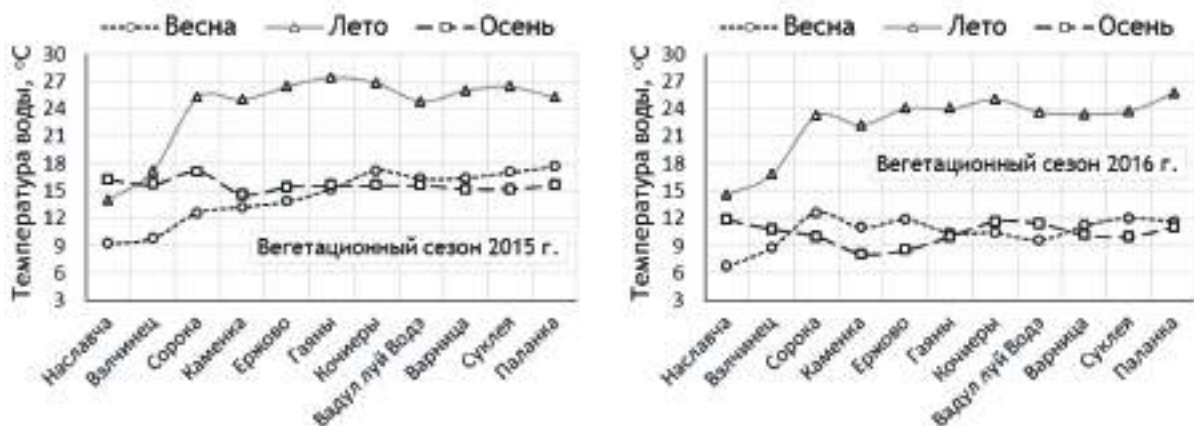 Весна Лето Осень
Температура воды, °C
30
27
24
21
18
15
12
9
6
3
Вегетационный сезон 2015 г.
Наславча
Вэлчинец
Сорока
Каменка
Ержово
Гаяны
Кочиеры
Вадул луй Водэ
Варница
Суклея
Паланка
Весна Лето Осень
Температура воды, °C
30
27
24
21
18
15
12
9
6
3
Вегетационный сезон 2016 г.
Наславча
Вэлчинец
Сорока
Каменка
Ержово
Гаяны
Кочиеры
Вадул луй Водэ
Варница
Суклея
Паланка